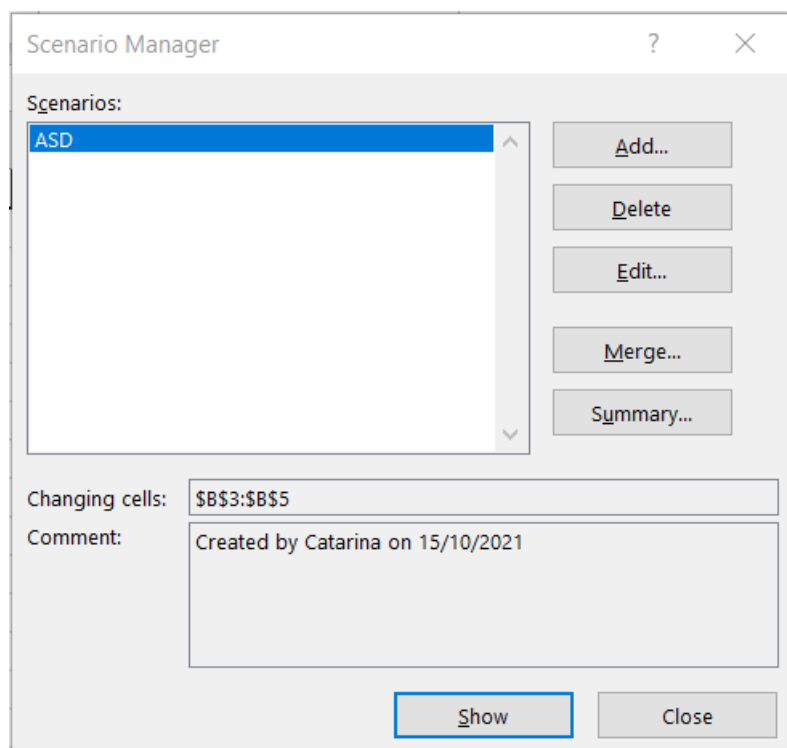 Scenario Manager
?
Scenarios:
ASD
Add...
Delete
Edit...
Merge...
Summary...
Changing cells: $B$3:$B$5
Comment: Created by Catarina on 15/10/2021
Show Close